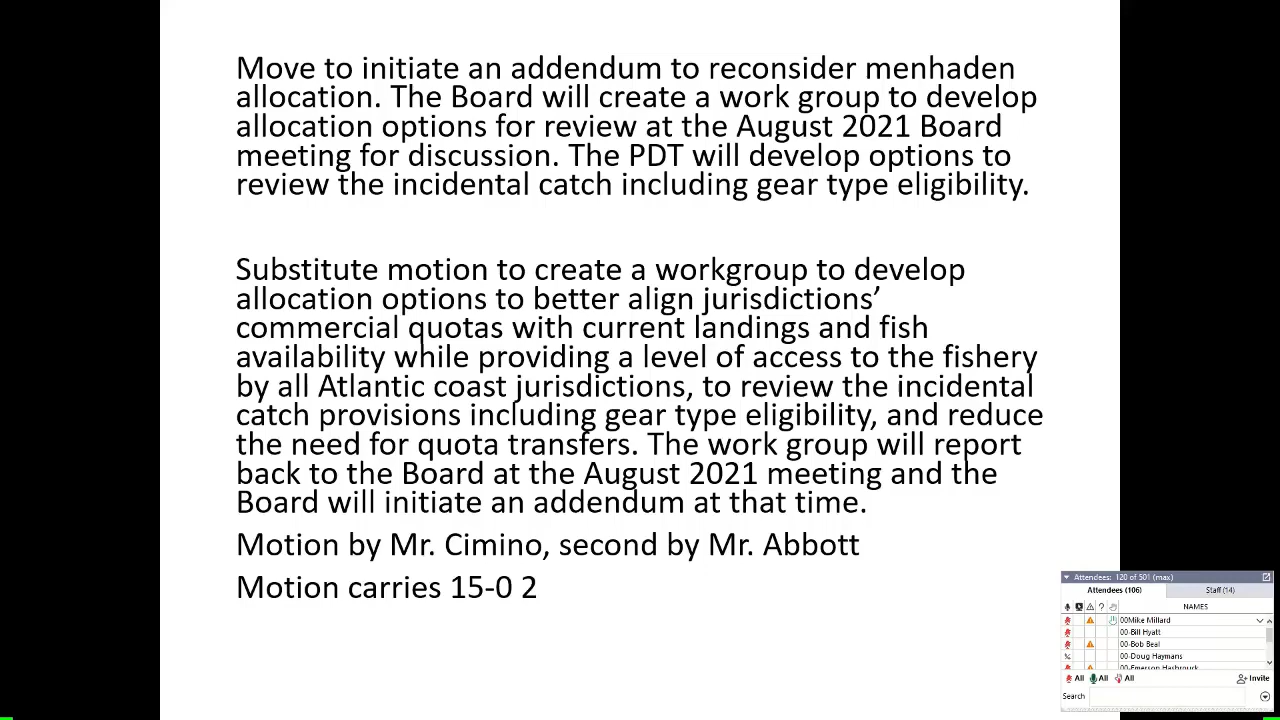 Move to initiate an addendum to reconsider menhaden
allocation. The Board will create a work group to develop
allocation options for review at the August 2021 Board
meeting for discussion. The PDT will develop options to
review the incidental catch including gear type eligibility.
Substitute motion to create a workgroup to develop
allocation options to better align jurisdictions’
commercial quotas with current landings and fish
availability while providing a level of access to the fishery
by all Atlantic coast jurisdictions, to review the incidental
catch provisions including gear type eligibility, and reduce
the need for quota transfers. The work group will report
back to the Board at the August 2021 meeting and the
Board will initiate an addendum at that time.
Motion by Mr. Cimino, second by Mr. Abbott
Motion carries 15-0 2
Attendees: 120 of 501 (max)
Attendees (106) Staff (14)
? NAMES
00Mike Millard
00-Bill Hyatt
00-Bob Beal
00-Doug Haymans
00-Emerson Hasbrouck
All All All Invite
Search